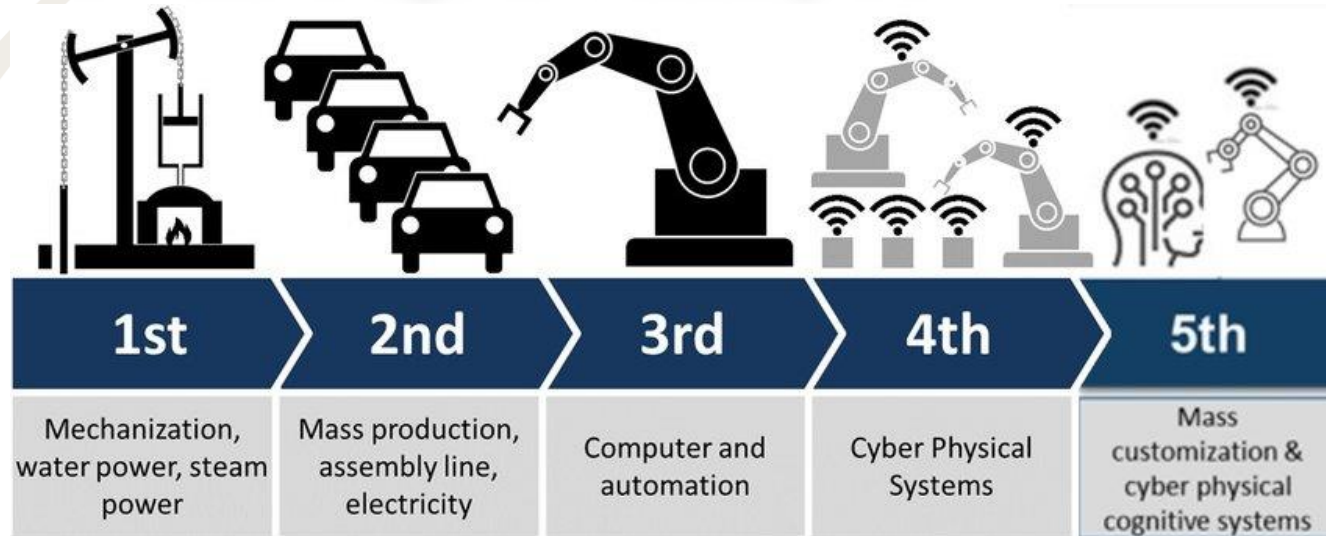 1st
2nd
3rd
4th
5th
Mechanization,
water power, steam
power
Mass production,
assembly line,
electricity
Computer and
automation
Cyber Physical
Systems
Mass
customization &
cyber physical
cognitive systems